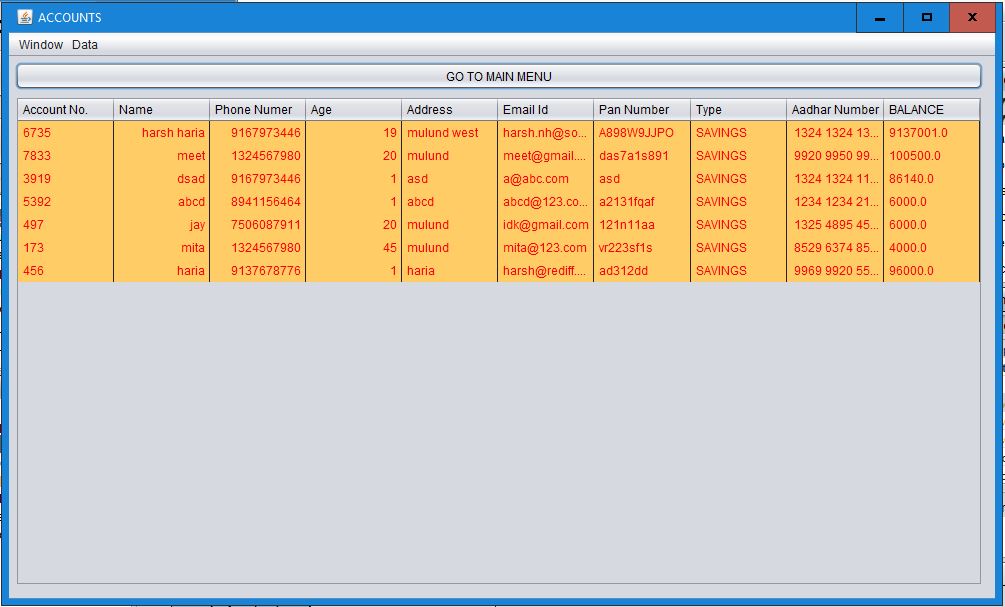 ACCOUNTS
Window Data
GO TO MAIN MENU
Account No. Name Phone Numer Age Address Email Id Pan Number Type Aadhar Number BALANCE
6735 harsh haria 9167973446 19 mulund west harsh.nh@so... A898W9JJPO SAVINGS 1324 1324 13... 9137001.0
7833 meet 1324567980 20 mulund meet@gmail.... das7a1s891 SAVINGS 9920 9950 99... 100500.0
3919 dsad 9167973446 1 asd a@abc.com asd SAVINGS 1324 1324 11... 86140.0
5392 abcd 8941156464 1 abcd abcd@123.co... a2131fqaf SAVINGS 1234 1234 21... 6000.0
497 jay 7506087911 20 mulund idk@gmail.com 121n11aa SAVINGS 1325 4895 45... 6000.0
173 mita 1324567980 45 mulund mita@123.com vr223sf1s SAVINGS 8529 6374 85... 4000.0
456 haria 9137678776 1 haria harsh@rediff.... ad312dd SAVINGS 9969 9920 55... 96000.0